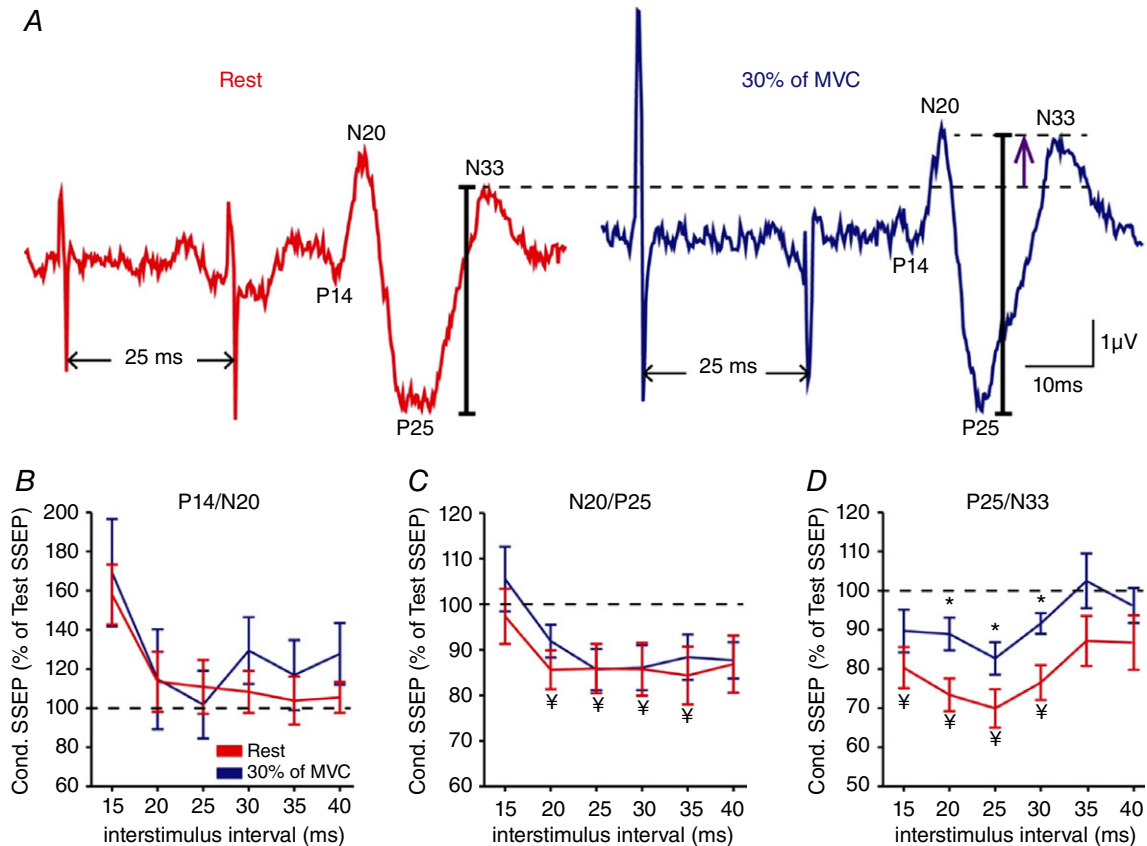 A
Rest
30% of MVC
N20
N33
N20
N33
P14
P14
25 ms
25 ms
1µV
10ms
P25
P25
B
P14/N20
Cond. SSEP (% of Test SSEP)
200
180
160
140
120
100
80
60
Rest
30% of MVC
15 20 25 30 35 40
interstimulus interval (ms)
C
N20/P25
Cond. SSEP (% of Test SSEP)
120
110
100
90
80
70
60
¥ ¥ ¥ ¥
15 20 25 30 35 40
interstimulus interval (ms)
D
P25/N33
Cond. SSEP (% of Test SSEP)
120
110
100
90
80
70
60
50
* * *
¥ ¥ ¥ ¥
15 20 25 30 35 40
interstimulus interval (ms)